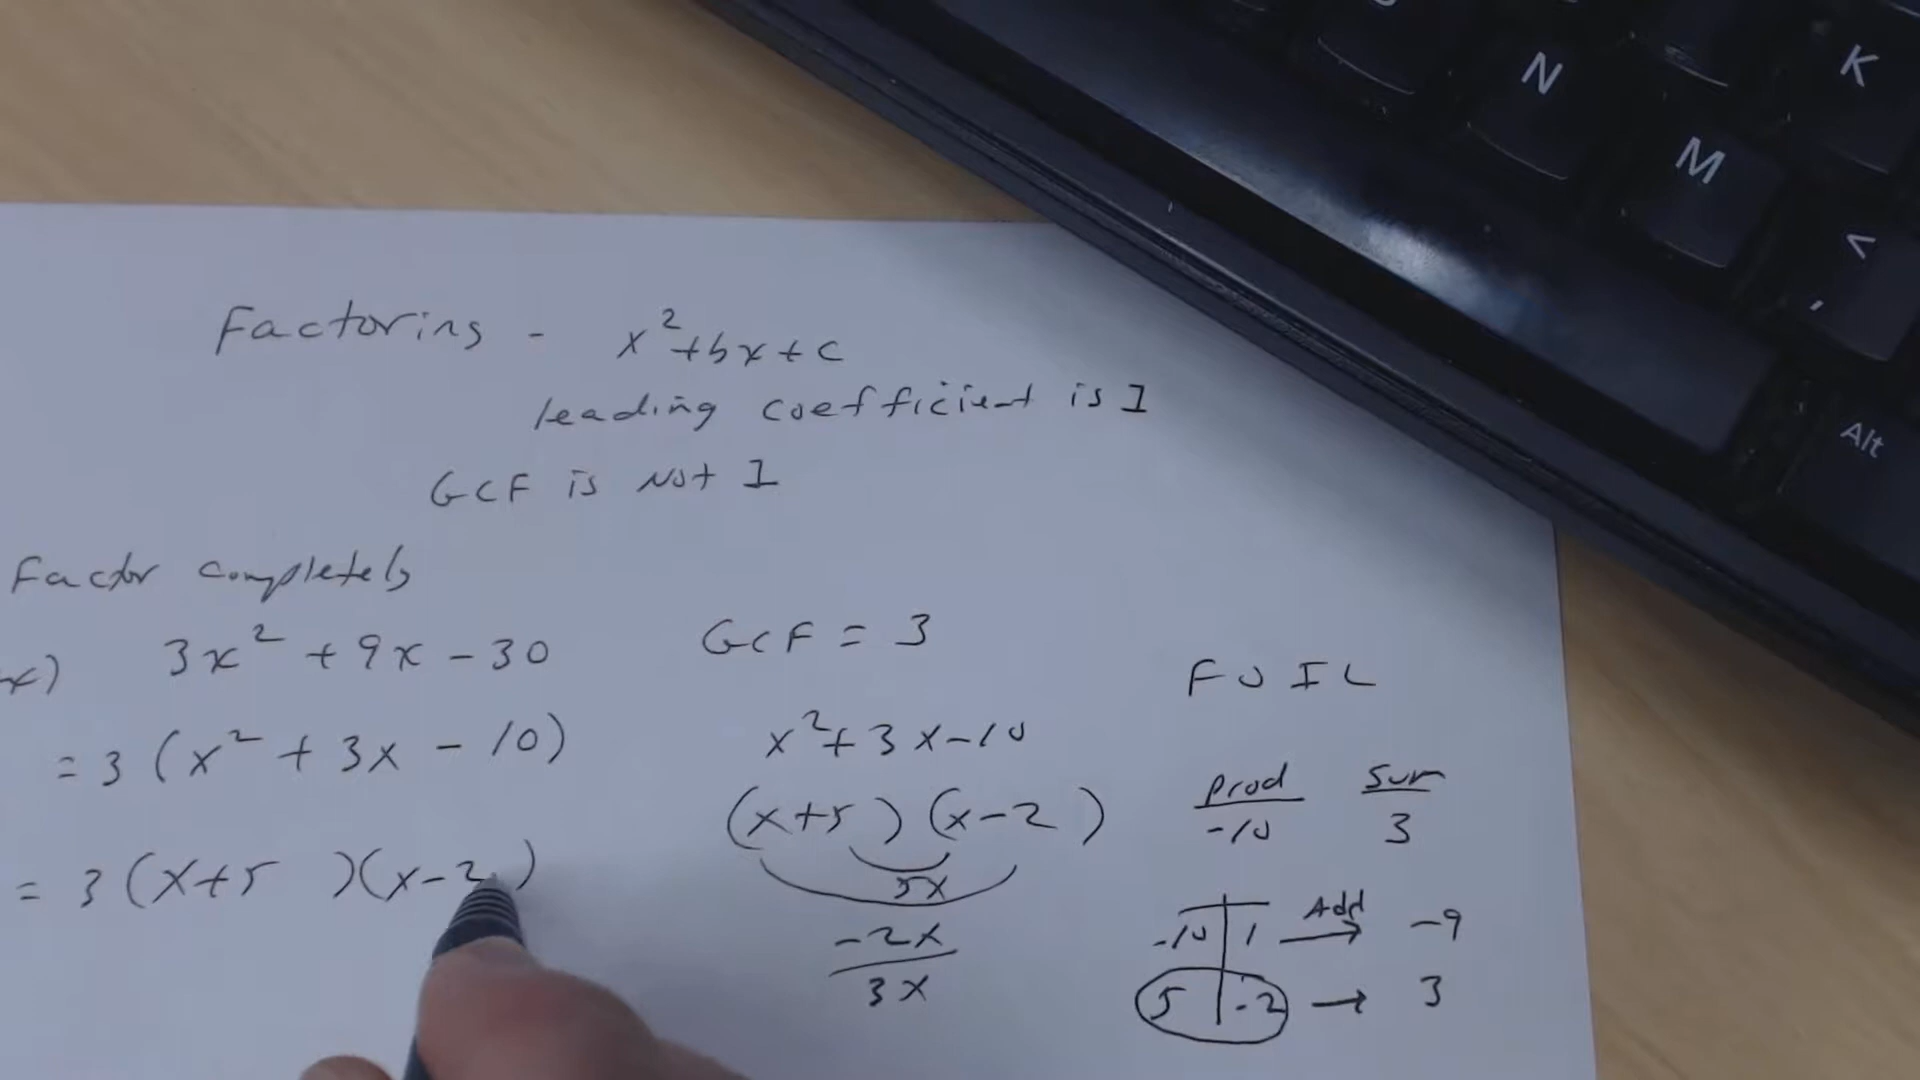 N
K
M
<
,
Alt
Factoring - x²+bx+c
leading coefficient is 1
GCF is Not 1
Factor completely
x) 3x² + 9x - 30
= 3 (x² + 3x - 10)
= 3 (x+5 )(x-2 )
GCF = 3
x²+3x-10
(x+5 ) (x-2 )
5x
-2x
3x
FOIL
Prod Sum
-10 3
-10 | 1 Add → -9
5 | -2 → 3